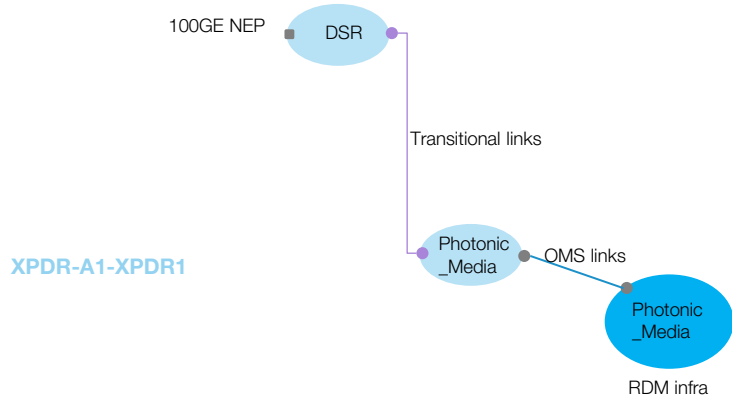 100GE NEP
DSR
Transitional links
Photonic
_Media
OMS links
XPDR-A1-XPDR1
Photonic
_Media
RDM infra